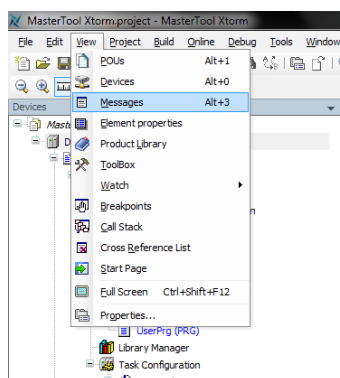 MasterTool Xtorm.project - MasterTool Xtorm
File Edit View Project Build Online Debug Tools Window
POUs Alt+1
Devices Alt+0
Devices
Messages Alt+3
Element properties
Product Library
ToolBox
Watch
Breakpoints
Call Stack
Cross Reference List
Start Page
Full Screen Ctrl+Shift+F12
Properties...
UserPrg (PRG)
Library Manager
Task Configuration